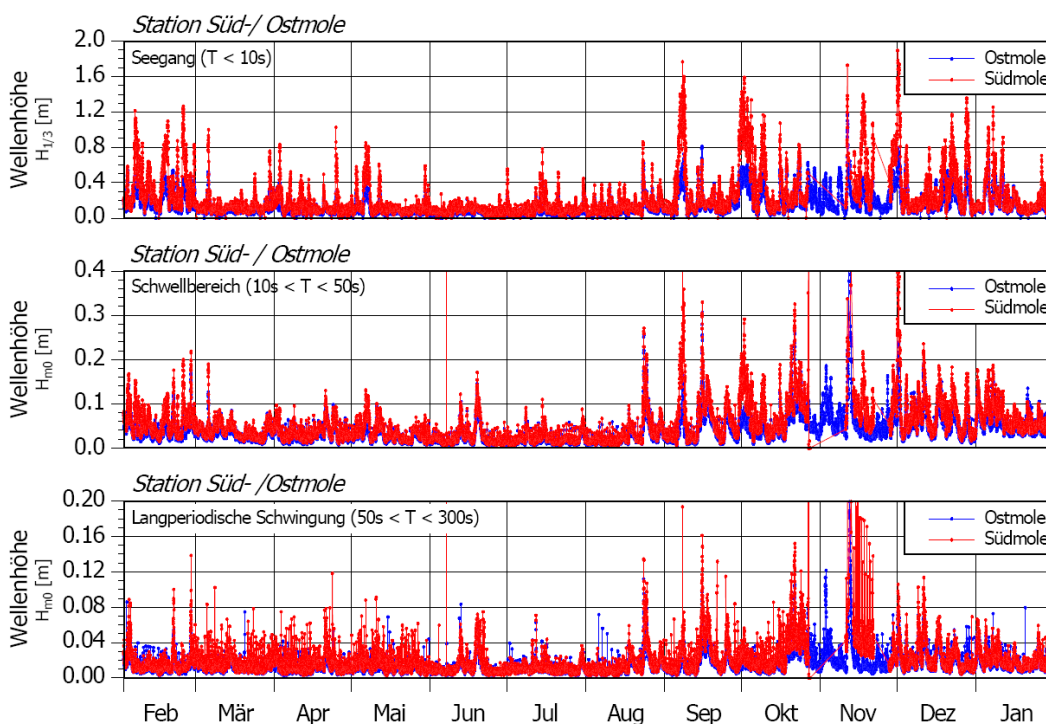 Station Süd-/ Ostmole
Seegang (T < 10s)
Ostmole
Südmole
Wellenhöhe
H1/3 [m]
2.0
1.6
1.2
0.8
0.4
0.0
Station Süd- / Ostmole
Schwellbereich (10s < T < 50s)
Ostmole
Südmole
Wellenhöhe
Hm0 [m]
0.4
0.3
0.2
0.1
0.0
Station Süd- /Ostmole
Langperiodische Schwingung (50s < T < 300s)
Ostmole
Südmole
Wellenhöhe
Hm0 [m]
0.20
0.16
0.12
0.08
0.04
0.00
Feb Mär Apr Mai Jun Jul Aug Sep Okt Nov Dez Jan